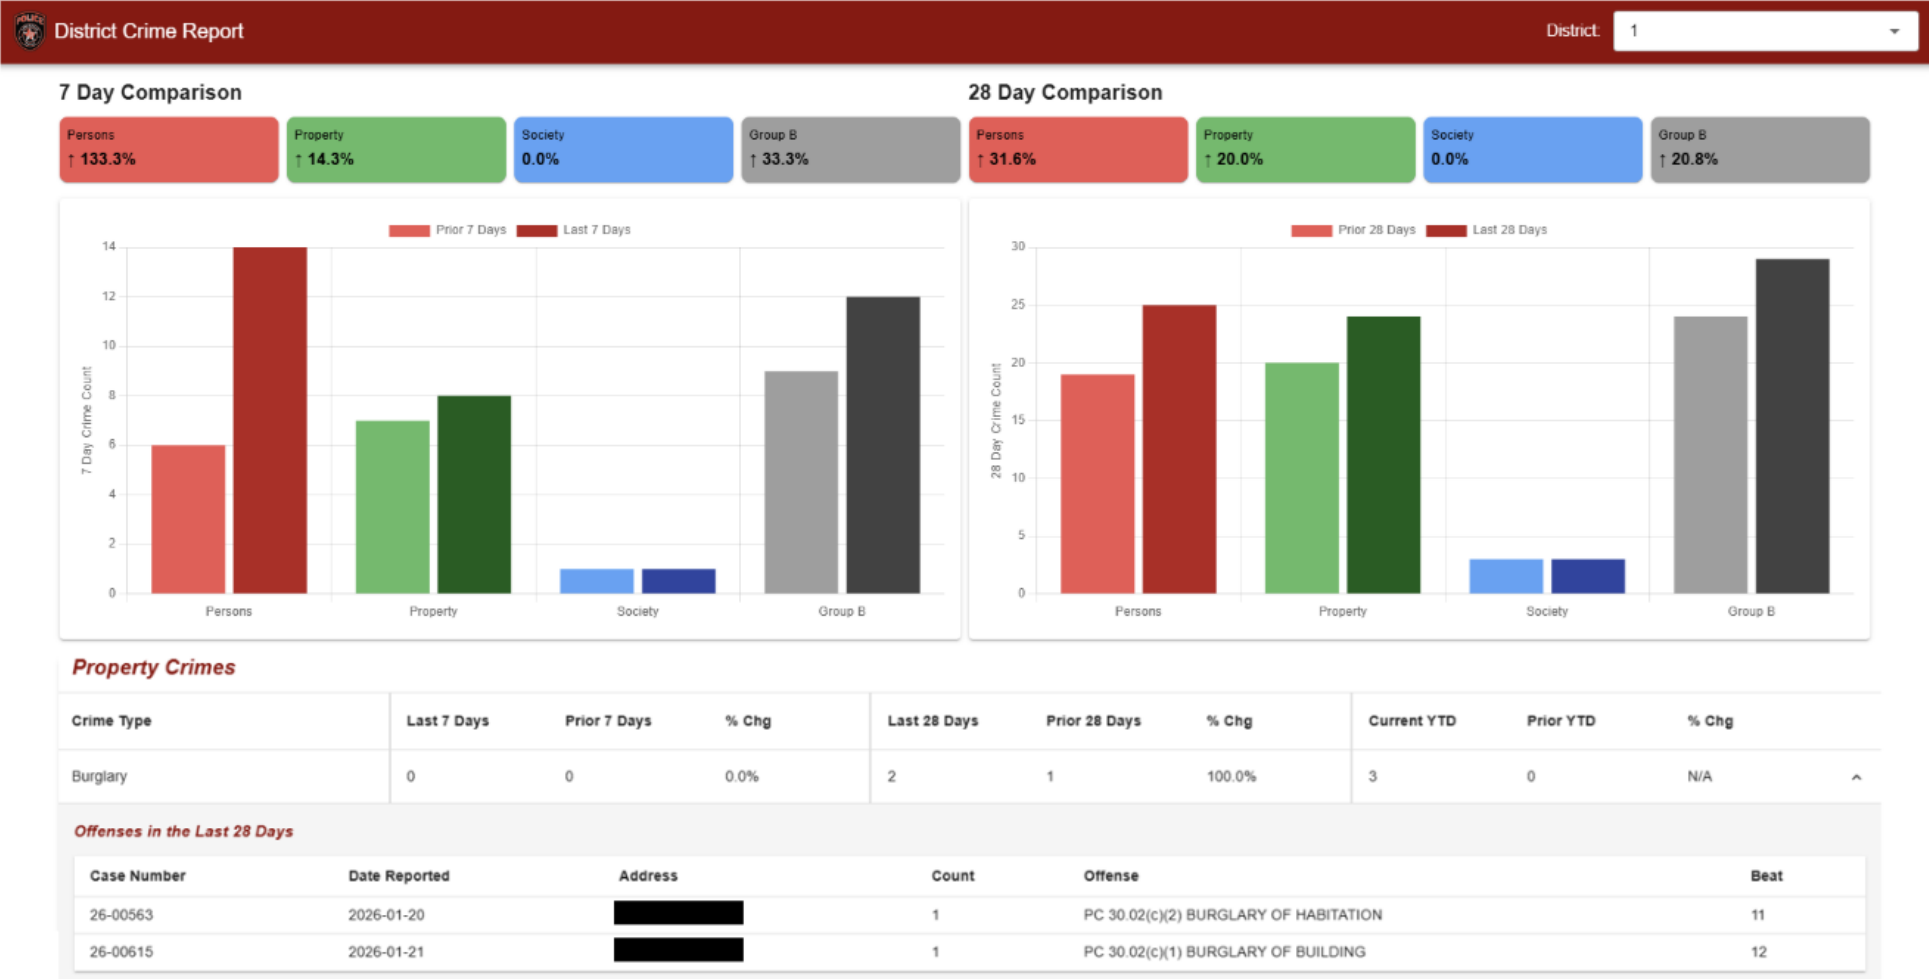 POLICE
District Crime Report
District: 1
7 Day Comparison
Persons
↑ 133.3%
Property
↑ 14.3%
Society
0.0%
Group B
↑ 33.3%
28 Day Comparison
Persons
↑ 31.6%
Property
↑ 20.0%
Society
0.0%
Group B
↑ 20.8%
Prior 7 Days Last 7 Days
7 Day Crime Count
14
12
10
8
6
4
2
0
Persons Property Society Group B
Prior 28 Days Last 28 Days
28 Day Crime Count
30
25
20
15
10
5
0
Persons Property Society Group B
Property Crimes
Crime Type Last 7 Days Prior 7 Days % Chg Last 28 Days Prior 28 Days % Chg Current YTD Prior YTD % Chg
Burglary 0 0 0.0% 2 1 100.0% 3 0 N/A
Offenses in the Last 28 Days
Case Number Date Reported Address Count Offense Beat
26-00563 2026-01-20 1 PC 30.02(c)(2) BURGLARY OF HABITATION 11
26-00615 2026-01-21 1 PC 30.02(c)(1) BURGLARY OF BUILDING 12